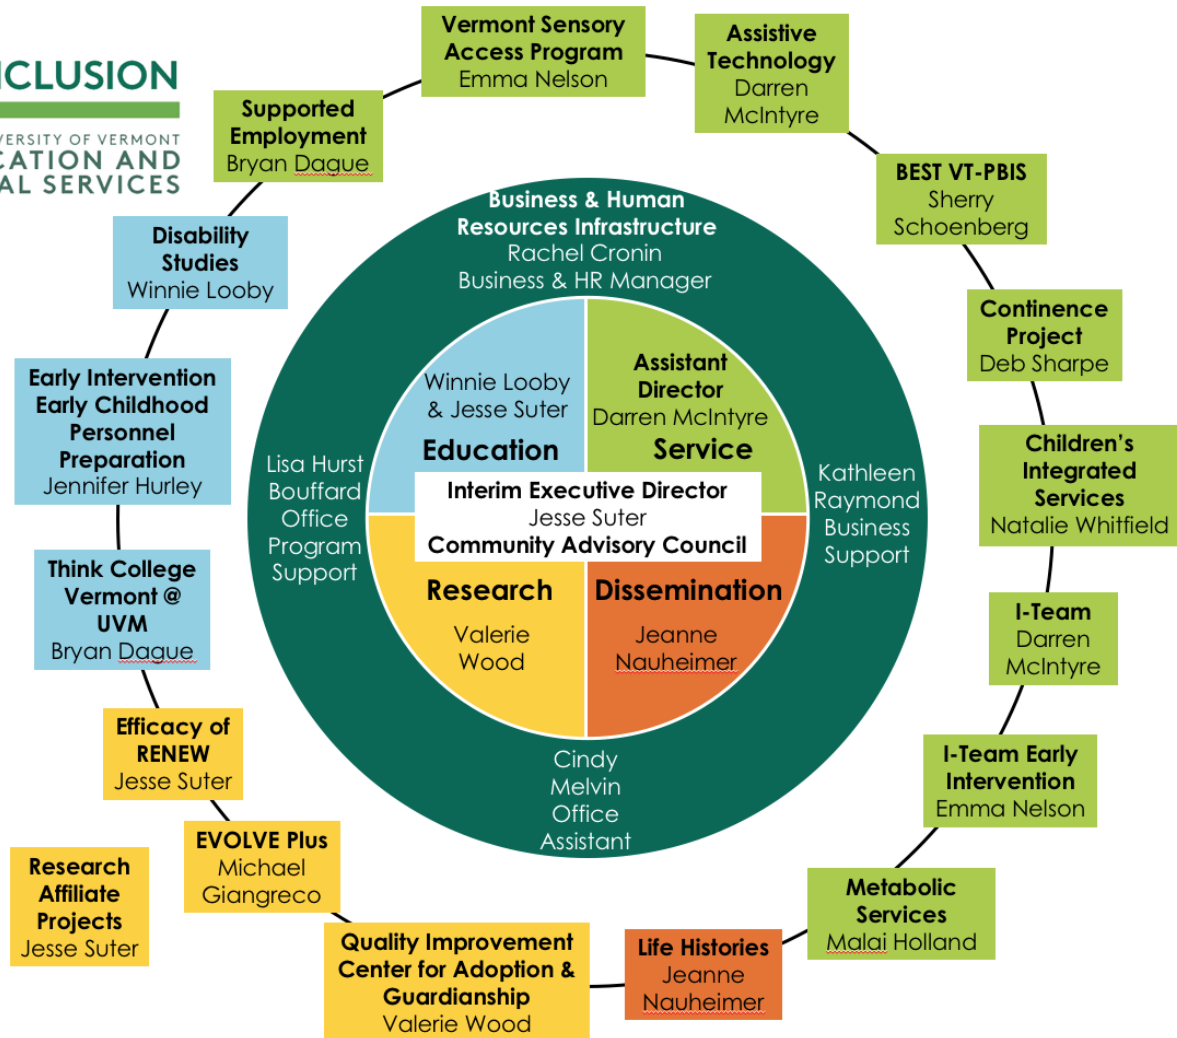 NCLUSION
VERSITY OF VERMONT
CATION AND
AL SERVICES
Vermont Sensory
Access Program
Emma Nelson
Assistive
Technology
Darren
McIntyre
Supported
Employment
Bryan Dague
BEST VT-PBIS
Sherry
Schoenberg
Disability
Studies
Winnie Looby
Continence
Project
Deb Sharpe
Early Intervention
Early Childhood
Personnel
Preparation
Jennifer Hurley
Children's
Integrated
Services
Natalie Whitfield
Think College
Vermont @
UVM
Bryan Dague
I-Team
Darren
McIntyre
Efficacy of
RENEW
Jesse Suter
I-Team Early
Intervention
Emma Nelson
EVOLVE Plus
Michael
Giangreco
Research
Affiliate
Projects
Jesse Suter
Metabolic
Services
Malai Holland
Quality Improvement
Center for Adoption &
Guardianship
Valerie Wood
Life Histories
Jeanne
Nauheimer
Business & Human
Resources Infrastructure
Rachel Cronin
Business & HR Manager
Lisa Hurst
Bouffard
Office
Program
Support
Kathleen
Raymond
Business
Support
Cindy
Melvin
Office
Assistant
Winnie Looby
& Jesse Suter
Education
Assistant
Director
Darren McIntyre
Service
Interim Executive Director
Jesse Suter
Community Advisory Council
Research
Valerie
Wood
Dissemination
Jeanne
Nauheimer